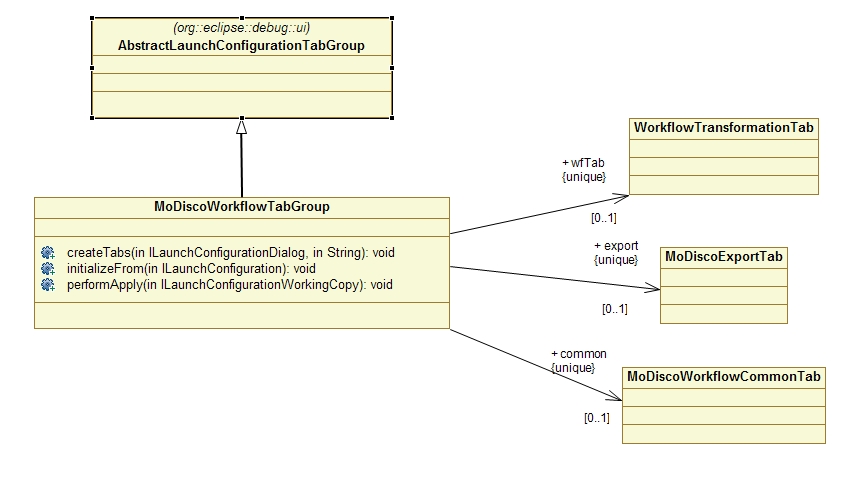 (org::eclipse::debug::ui)
AbstractLaunchConfigurationTabGroup
WorkflowTransformationTab
+ wfTab
{unique}
[0..1]
MoDiscoWorkflowTabGroup
createTabs(in ILaunchConfigurationDialog, in String): void
initializeFrom(in ILaunchConfiguration): void
performApply(in ILaunchConfigurationWorkingCopy): void
+ export
{unique}
MoDiscoExportTab
[0..1]
+ common
{unique}
MoDiscoWorkflowCommonTab
[0..1]